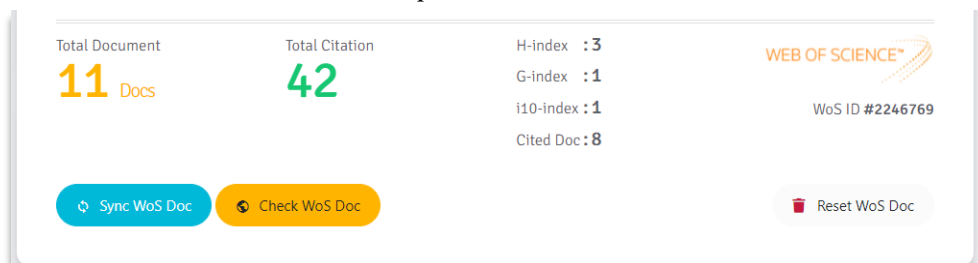 Total Document
11 Docs
Total Citation
42
H-index : 3
G-index : 1
i10-index : 1
Cited Doc : 8
WEB OF SCIENCE™
WoS ID #2246769
Sync WoS Doc
Check WoS Doc
Reset WoS Doc